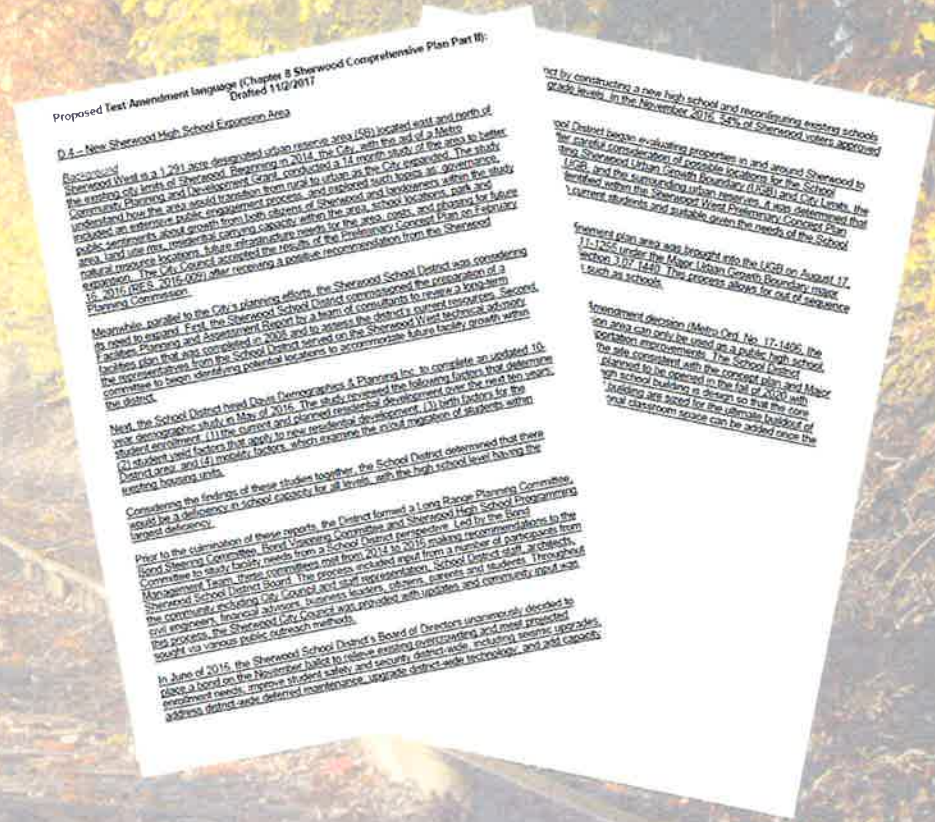 Proposed Text Amendment language (Chapter 8 Sherwood Comprehensive Plan Part II):
Drafted 11/2/2017
D.4 – New Sherwood High School Expansion Area
Background
Sherwood West is a 1,291 acre designated urban reserve area (5B) located east and north of
the existing city limits of Sherwood. Beginning in 2014, the City, with the aid of a Metro
Community Planning and Development Grant, conducted a 14 month study of the area to better
understand how the area would transition from rural to urban as the City expanded. The study
included an extensive public engagement process, and explored such topics as: governance,
public sentiments about growth from both citizens of Sherwood and landowners within the study
area, land use mix, residential carrying capacity within the area, school locations, park and
natural resource locations, future infrastructure needs for the area, costs, and phasing for future
expansion. The City Council accepted the results of the Preliminary Concept Plan on February
16, 2016 (RES. 2016-009) after receiving a positive recommendation from the Sherwood
Planning Commission.
Meanwhile, parallel to the City's planning efforts, the Sherwood School District was considering
its need to expand. First, the Sherwood School District commissioned the preparation of a
Facilities Planning and Assessment Report by a team of consultants to review a long-term
facilities plan that was completed in and to assess the district's current resources. Second,
the representatives from the School District served on the Sherwood West technical advisory
committee to begin identifying potential locations to accommodate future facility growth within
the district.
Next, the School District hired Davis Demographics & Planning Inc. to complete an updated 10-
year demographic study in May of 2016. The study reviewed the following factors that determine
student enrollment: (1) the current and planned residential development over the next ten years;
(2) student yield factors that apply to new residential development; (3) birth factors for the
District area; and (4) mobility factors, which examine the in/out migration of students within
existing housing units.
Considering the findings of these studies together, the School District determined that there
would be a deficiency in school capacity for all levels, with the high school level having the
largest deficiency.
Prior to the culmination of these reports, the District formed a Long Range Planning Committee,
Bond Steering Committee, Bond Visioning Committee and Sherwood High School Programming
Committee to study facility needs from a School District perspective. Led by the Bond
Management Team, these committees met from 2014 to 2016 making recommendations to the
Sherwood School District Board. The process included input from a number of participants from
the community including City Council and staff representation, School District staff, architects,
civil engineers, financial advisors, business leaders, citizens, parents and students. Throughout
this process, the Sherwood City Council was provided with updates and community input was
sought via various public outreach methods.
In June of 2016, the Sherwood School District's Board of Directors unanimously decided to
place a bond on the November ballot to relieve existing overcrowding and meet projected
enrollment needs, improve student safety and security district-wide, including seismic upgrades,
address district-wide deferred maintenance, upgrade district-wide technology, and add capacity
by constructing a new high school and reconfiguring existing schools
grade levels. In the November 2016, 54% of Sherwood voters approved
School District began evaluating properties in and around Sherwood to
careful consideration of possible locations for the School
Sherwood Urban Growth Boundary (UGB) and City Limits, the
UGB, and the surrounding urban reserves, it was determined that
identified within the Sherwood West Preliminary Concept Plan
current students and suitable given the needs of the School
refinement plan area was brought into the UGB on August 17,
under the Major Urban Growth Boundary major
section 3.07.1440. This process allows for out of sequence
such as schools.
amendment decision (Metro Ord. No. 17-1406, the
area can only be used as a public high school,
transportation improvements. The School District
the site consistent with the concept plan and Major
planned to be opened in the fall of 2020 with
high school building in design so that the core
building are sized for the ultimate buildout of
classroom space can be added once the